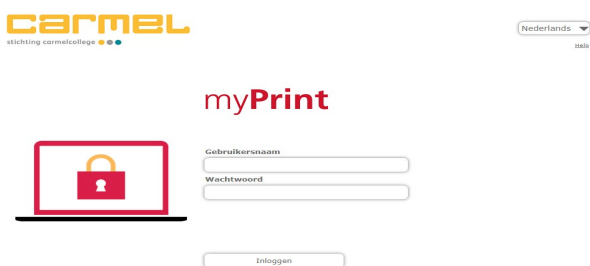 CARMEL
stichting carmelcollege
Nederlands
Help
myPrint
Gebruikersnaam
Wachtwoord
Inloggen